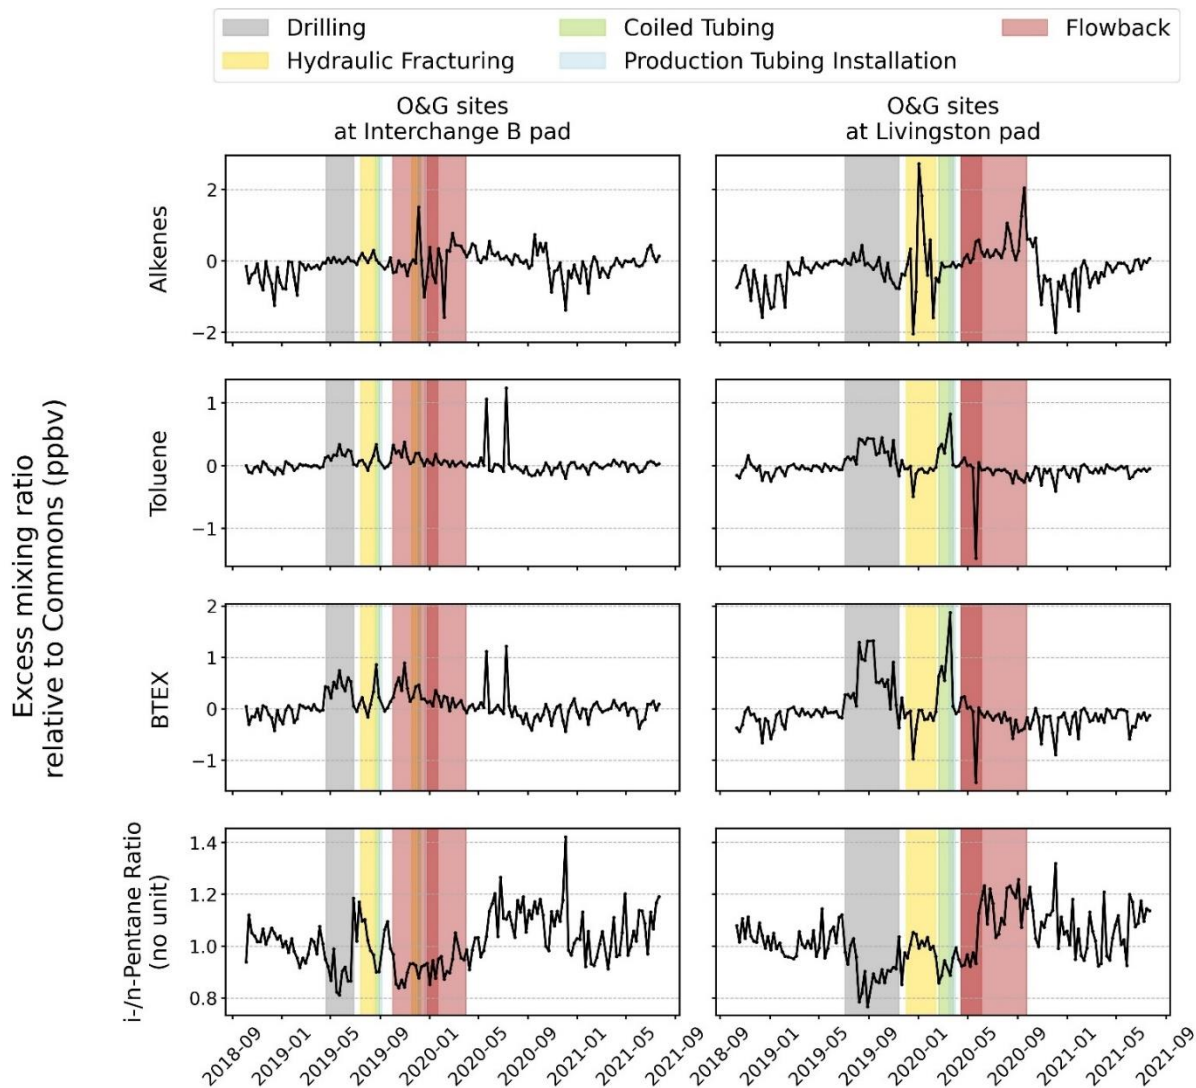 Drilling
Coiled Tubing
Flowback
Hydraulic Fracturing
Production Tubing Installation
O&G sites
at Interchange B pad
O&G sites
at Livingston pad
Excess mixing ratio
relative to Commons (ppbv)
Alkenes
2
0
−2
Toluene
1
0
−1
BTEX
2
1
0
−1
i-/n-Pentane Ratio
(no unit)
1.4
1.2
1.0
0.8
2018-09
2019-01
2019-05
2019-09
2020-01
2020-05
2020-09
2021-01
2021-05
2021-09
2018-09
2019-01
2019-05
2019-09
2020-01
2020-05
2020-09
2021-01
2021-05
2021-09